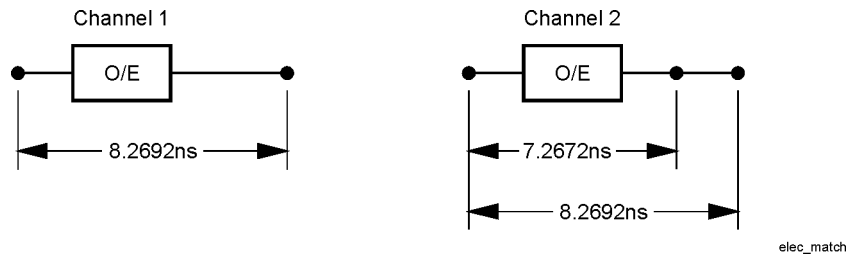 Channel 1
Channel 2
O/E
O/E
8.2692ns
7.2672ns
8.2692ns
elec_match